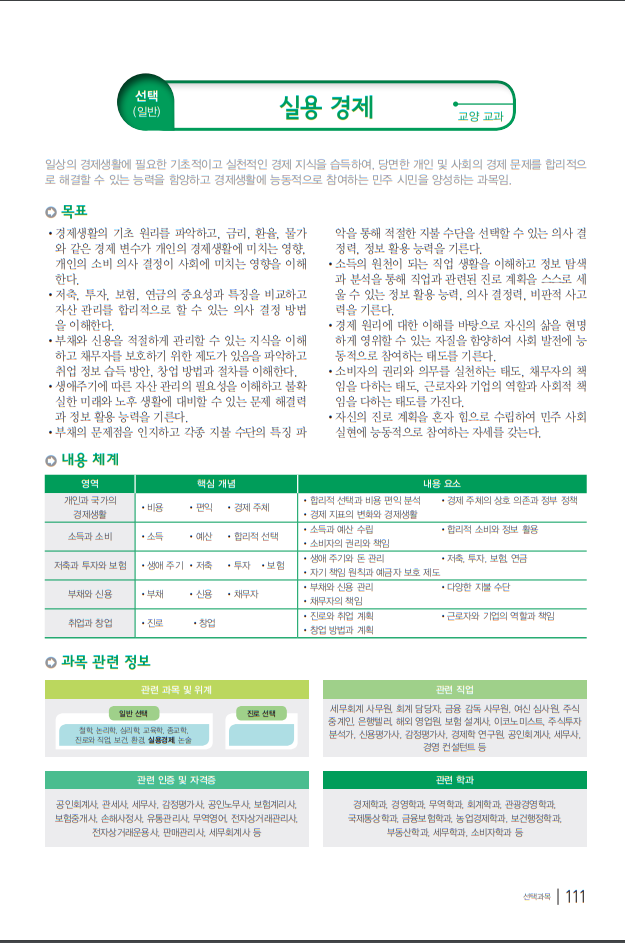 선택
(일반)
실용 경제
교양 교과
일상의 경제생활에 필요한 기초적이고 실천적인 경제 지식을 습득하여, 당면한 개인 및 사회의 경제 문제를 합리적으
로 해결할 수 있는 능력을 함양하고 경제생활에 능동적으로 참여하는 민주 시민을 양성하는 과목임.
목표
• 경제생활의 기초 원리를 파악하고, 금리, 환율, 물가
와 같은 경제 변수가 개인의 경제생활에 미치는 영향,
개인의 소비 의사 결정이 사회에 미치는 영향을 이해
한다.
• 저축, 투자, 보험, 연금의 중요성과 특징을 비교하고
자산 관리를 합리적으로 할 수 있는 의사 결정 방법
을 이해한다.
• 부채와 신용을 적절하게 관리할 수 있는 지식을 이해
하고 채무자를 보호하기 위한 제도가 있음을 파악하고
취업 정보 습득 방안, 창업 방법과 절차를 이해한다.
• 생애주기에 따른 자산 관리의 필요성을 이해하고 불확
실한 미래와 노후 생활에 대비할 수 있는 문제 해결력
과 정보 활용 능력을 기른다.
• 부채의 문제점을 인지하고 각종 지불 수단의 특징 파
악을 통해 적절한 지불 수단을 선택할 수 있는 의사 결
정력, 정보 활용 능력을 기른다.
• 소득의 원천이 되는 직업 생활을 이해하고 정보 탐색
과 분석을 통해 직업과 관련된 진로 계획을 스스로 세
울 수 있는 정보 활용 능력, 의사 결정력, 비판적 사고
력을 기른다.
• 경제 원리에 대한 이해를 바탕으로 자신의 삶을 현명
하게 영위할 수 있는 자질을 함양하여 사회 발전에 능
동적으로 참여하는 태도를 기른다.
• 소비자의 권리와 의무를 실천하는 태도, 채무자의 책
임을 다하는 태도, 근로자와 기업의 역할과 사회적 책
임을 다하는 태도를 가진다.
• 자신의 진로 계획을 혼자 힘으로 수립하여 민주 사회
실현에 능동적으로 참여하는 자세를 갖는다.
내용 체계
영역 핵심 개념 내용 요소
개인과 국가의
경제생활
• 비용 • 편익 • 경제 주체
• 합리적 선택과 비용 편익 분석 • 경제 주체의 상호 의존과 정부 정책
• 경제 지표의 변화와 경제생활
소득과 소비
• 소득 • 예산 • 합리적 선택
• 소득과 예산 수립 • 합리적 소비와 정보 활용
• 소비자의 권리와 책임
저축과 투자와 보험
• 생애 주기 • 저축 • 투자 • 보험
• 생애 주기와 돈 관리 • 저축, 투자, 보험, 연금
• 자기 책임 원칙과 예금자 보호 제도
부채와 신용
• 부채 • 신용 • 채무자
• 부채와 신용 관리 • 다양한 지불 수단
• 채무자의 책임
취업과 창업
• 진로 • 창업
• 진로와 취업 계획 • 근로자와 기업의 역할과 책임
• 창업 방법과 계획
과목 관련 정보
관련 과목 및 위계
일반 선택
진로 선택
철학, 논리학, 심리학, 교육학, 종교학,
진로와 직업, 보건, 환경, 실용경제, 논술
관련 직업
세무회계 사무원, 회계 담당자, 금융 감독 사무원, 여신 심사원, 주식
중개인, 은행텔러, 해외 영업원, 보험 설계사, 이코노미스트, 주식투자
분석가, 신용평가사, 감정평가사, 경제학 연구원, 공인회계사, 세무사,
경영 컨설턴트 등
관련 인증 및 자격증
공인회계사, 관세사, 세무사, 감정평가사, 공인노무사, 보험계리사,
보험중개사, 손해사정사, 유통관리사, 무역영어, 전자상거래관리사,
전자상거래운용사, 판매관리사, 세무회계사 등
관련 학과
경제학과, 경영학과, 무역학과, 회계학과, 관광경영학과,
국제통상학과, 금융보험학과, 농업경제학과, 보건행정학과,
부동산학과, 세무학과, 소비자학과 등
선택과목 111